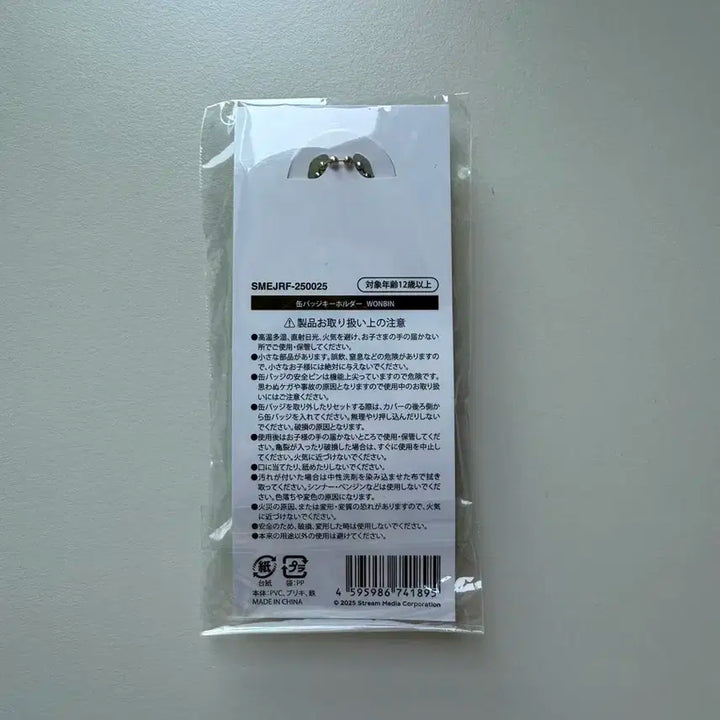 SMEJRF-250025
対象年齢12歳以上
缶バッジキーホルダー WONBIN
⚠製品お取り扱い上の注意
●高温多湿、直射日光、火気を避け、お子さまの手の届かない
所でご使用・保管してください。
●小さな部品があります。誤飲、窒息などの危険がありますの
で、小さなお子様には絶対に与えないでください。
●缶バッジの安全ピンは機能上尖っていますので危険です。
思わぬケガや事故の原因となりますので使用中のお取り扱
いにはご注意ください。
●缶バッジを取り外したりセットする際は、カバーの後ろ側か
ら缶バッジを入れてください。無理やり押し込んだりしない
でください。破損の原因となります。
●使用後はお子様の手の届かないところで使用・保管してくだ
さい。亀裂が入ったり破損した場合は、すぐに使用を中止し
てください。火気に近づけないでください。
●口に当てたり、舐めたりしないでください。
●汚れが付いた場合は中性洗剤を染み込ませた布で拭き
取ってください。シンナー・ベンジンなどは使用しないでくだ
さい。色落ちや変色の原因になります。
●火災の原因、または変形・変質の恐れがありますので、火気
に近づけないでください。
●安全のため、破損、変形した時は使用しないでください。
●本来の用途以外の使用は避けてください。
紙
台紙
プラ
袋:PP
本体:PVC、ブリキ、鉄
MADE IN CHINA
4 595986 741895
© 2025 Stream Media Corporation